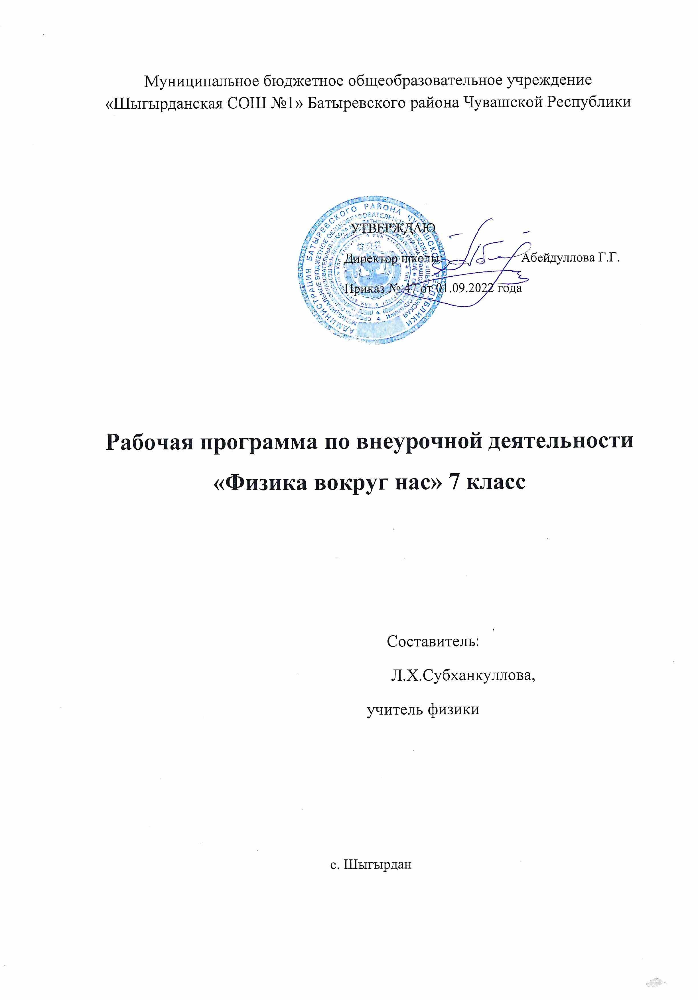 Муниципальное бюджетное общеобразовательное учреждение
«Шыгырданская СОШ №1» Батыревского района Чувашской Республики
АДМИНИСТРАЦИЯ БАТЫРЕВСКОГО РАЙОНА ЧУВАШСКОЙ РЕСПУБЛИКИ
УТВЕРЖДАЮ
Директор школы: Абейдуллова Г.Г.
Приказ № 47 от 01.09.2022 года
Рабочая программа по внеурочной деятельности
«Физика вокруг нас» 7 класс
Составитель:
Л.Х.Субханкуллова,
учитель физики
с. Шыгырдан